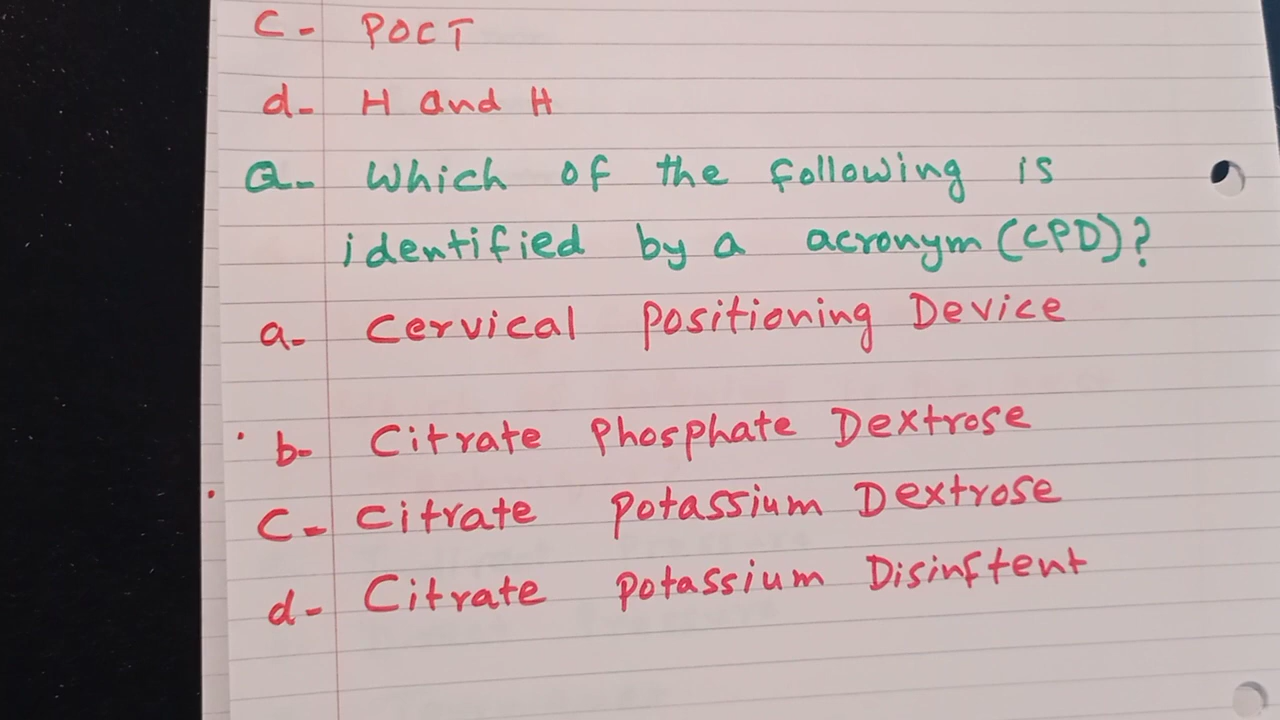 C- POCT
d- H and H
Q- Which of the following is
identified by a acronym (CPD)?
a- Cervical Positioning Device
b- Citrate Phosphate Dextrose
C- Citrate Potassium Dextrose
d- Citrate Potassium Disinftent